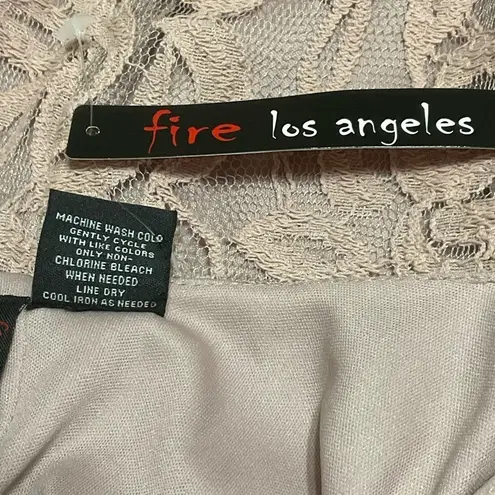 fire los angeles
MACHINE WASH COLD
GENTLY CYCLE
WITH LIKE COLORS
ONLY NON-
CHLORINE BLEACH
WHEN NEEDED
LINE DRY
COOL IRON AS NEEDED